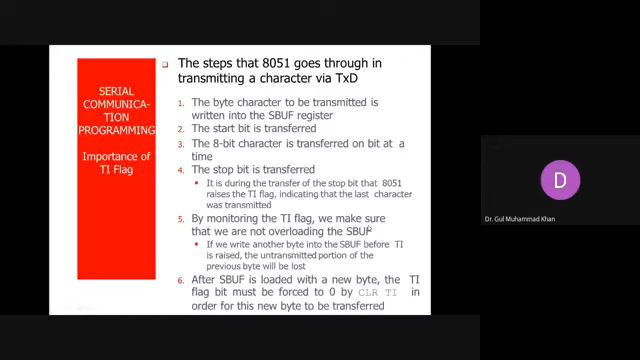 SERIAL
COMMUNICA-
TION
PROGRAMMING
Importance of
TI Flag
The steps that 8051 goes through in
transmitting a character via TxD
1. The byte character to be transmitted is
written into the SBUF register
2. The start bit is transferred
3. The 8-bit character is transferred on bit at a
time
4. The stop bit is transferred
It is during the transfer of the stop bit that 8051
raises the TI flag, indicating that the last character
was transmitted
5. By monitoring the TI flag, we make sure
that we are not overloading the SBUF
If we write another byte into the SBUF before TI
is raised, the untransmitted portion of the
previous byte will be lost
6. After SBUF is loaded with a new byte, the TI
flag bit must be forced to 0 by CLR TI in
order for this new byte to be transferred
D
Dr. Gul Muhammad Khan